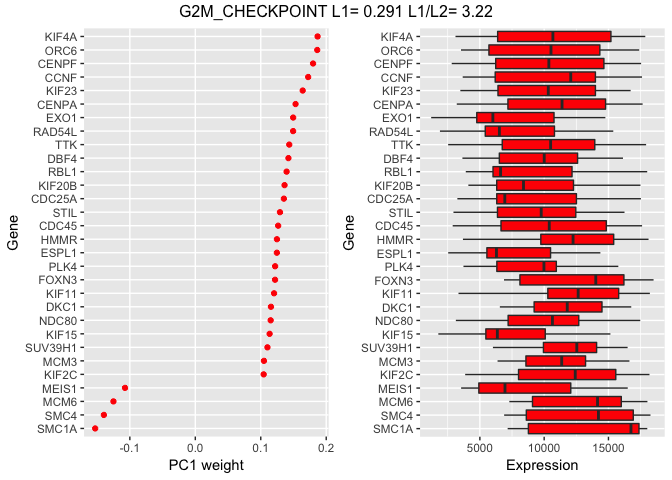 G2M_CHECKPOINT L1= 0.291 L1/L2= 3.22
Gene
KIF4A
ORC6
CENPF
CCNF
KIF23
CENPA
EXO1
RAD54L
TTK
DBF4
RBL1
KIF20B
CDC25A
STIL
CDC45
HMMR
ESPL1
PLK4
FOXN3
KIF11
DKC1
NDC80
KIF15
SUV39H1
MCM3
KIF2C
MEIS1
MCM6
SMC4
SMC1A
-0.1 0.0 0.1 0.2
PC1 weight
Gene
KIF4A
ORC6
CENPF
CCNF
KIF23
CENPA
EXO1
RAD54L
TTK
DBF4
RBL1
KIF20B
CDC25A
STIL
CDC45
HMMR
ESPL1
PLK4
FOXN3
KIF11
DKC1
NDC80
KIF15
SUV39H1
MCM3
KIF2C
MEIS1
MCM6
SMC4
SMC1A
5000 10000 15000
Expression